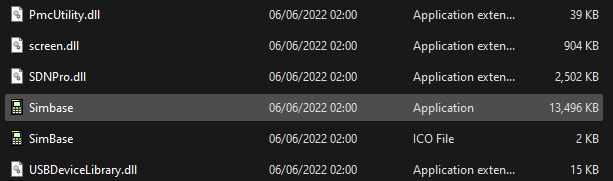 PmcUtility.dll 06/06/2022 02:00 Application exten... 39 KB
screen.dll 06/06/2022 02:00 Application exten... 904 KB
SDNPro.dll 06/06/2022 02:00 Application exten... 2,502 KB
Simbase 06/06/2022 02:00 Application 13,496 KB
SimBase 06/06/2022 02:00 ICO File 2 KB
USBDeviceLibrary.dll 06/06/2022 02:00 Application exten... 15 KB